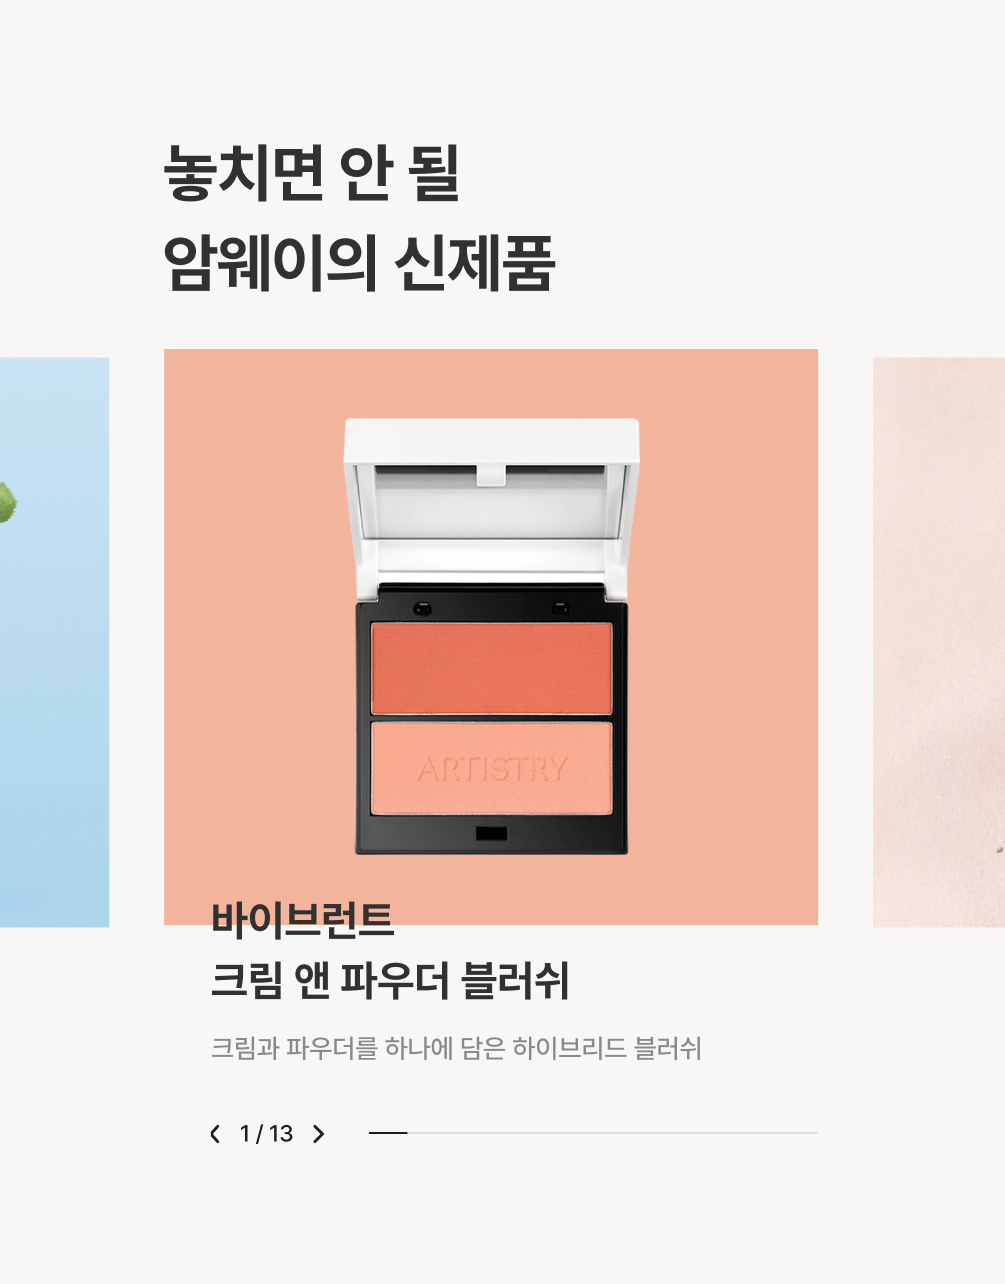 놓치면 안 될
암웨이의 신제품
ARTISTRY
바이브런트
크림 앤 파우더 블러쉬
크림과 파우더를 하나에 담은 하이브리드 블러쉬
1 / 13